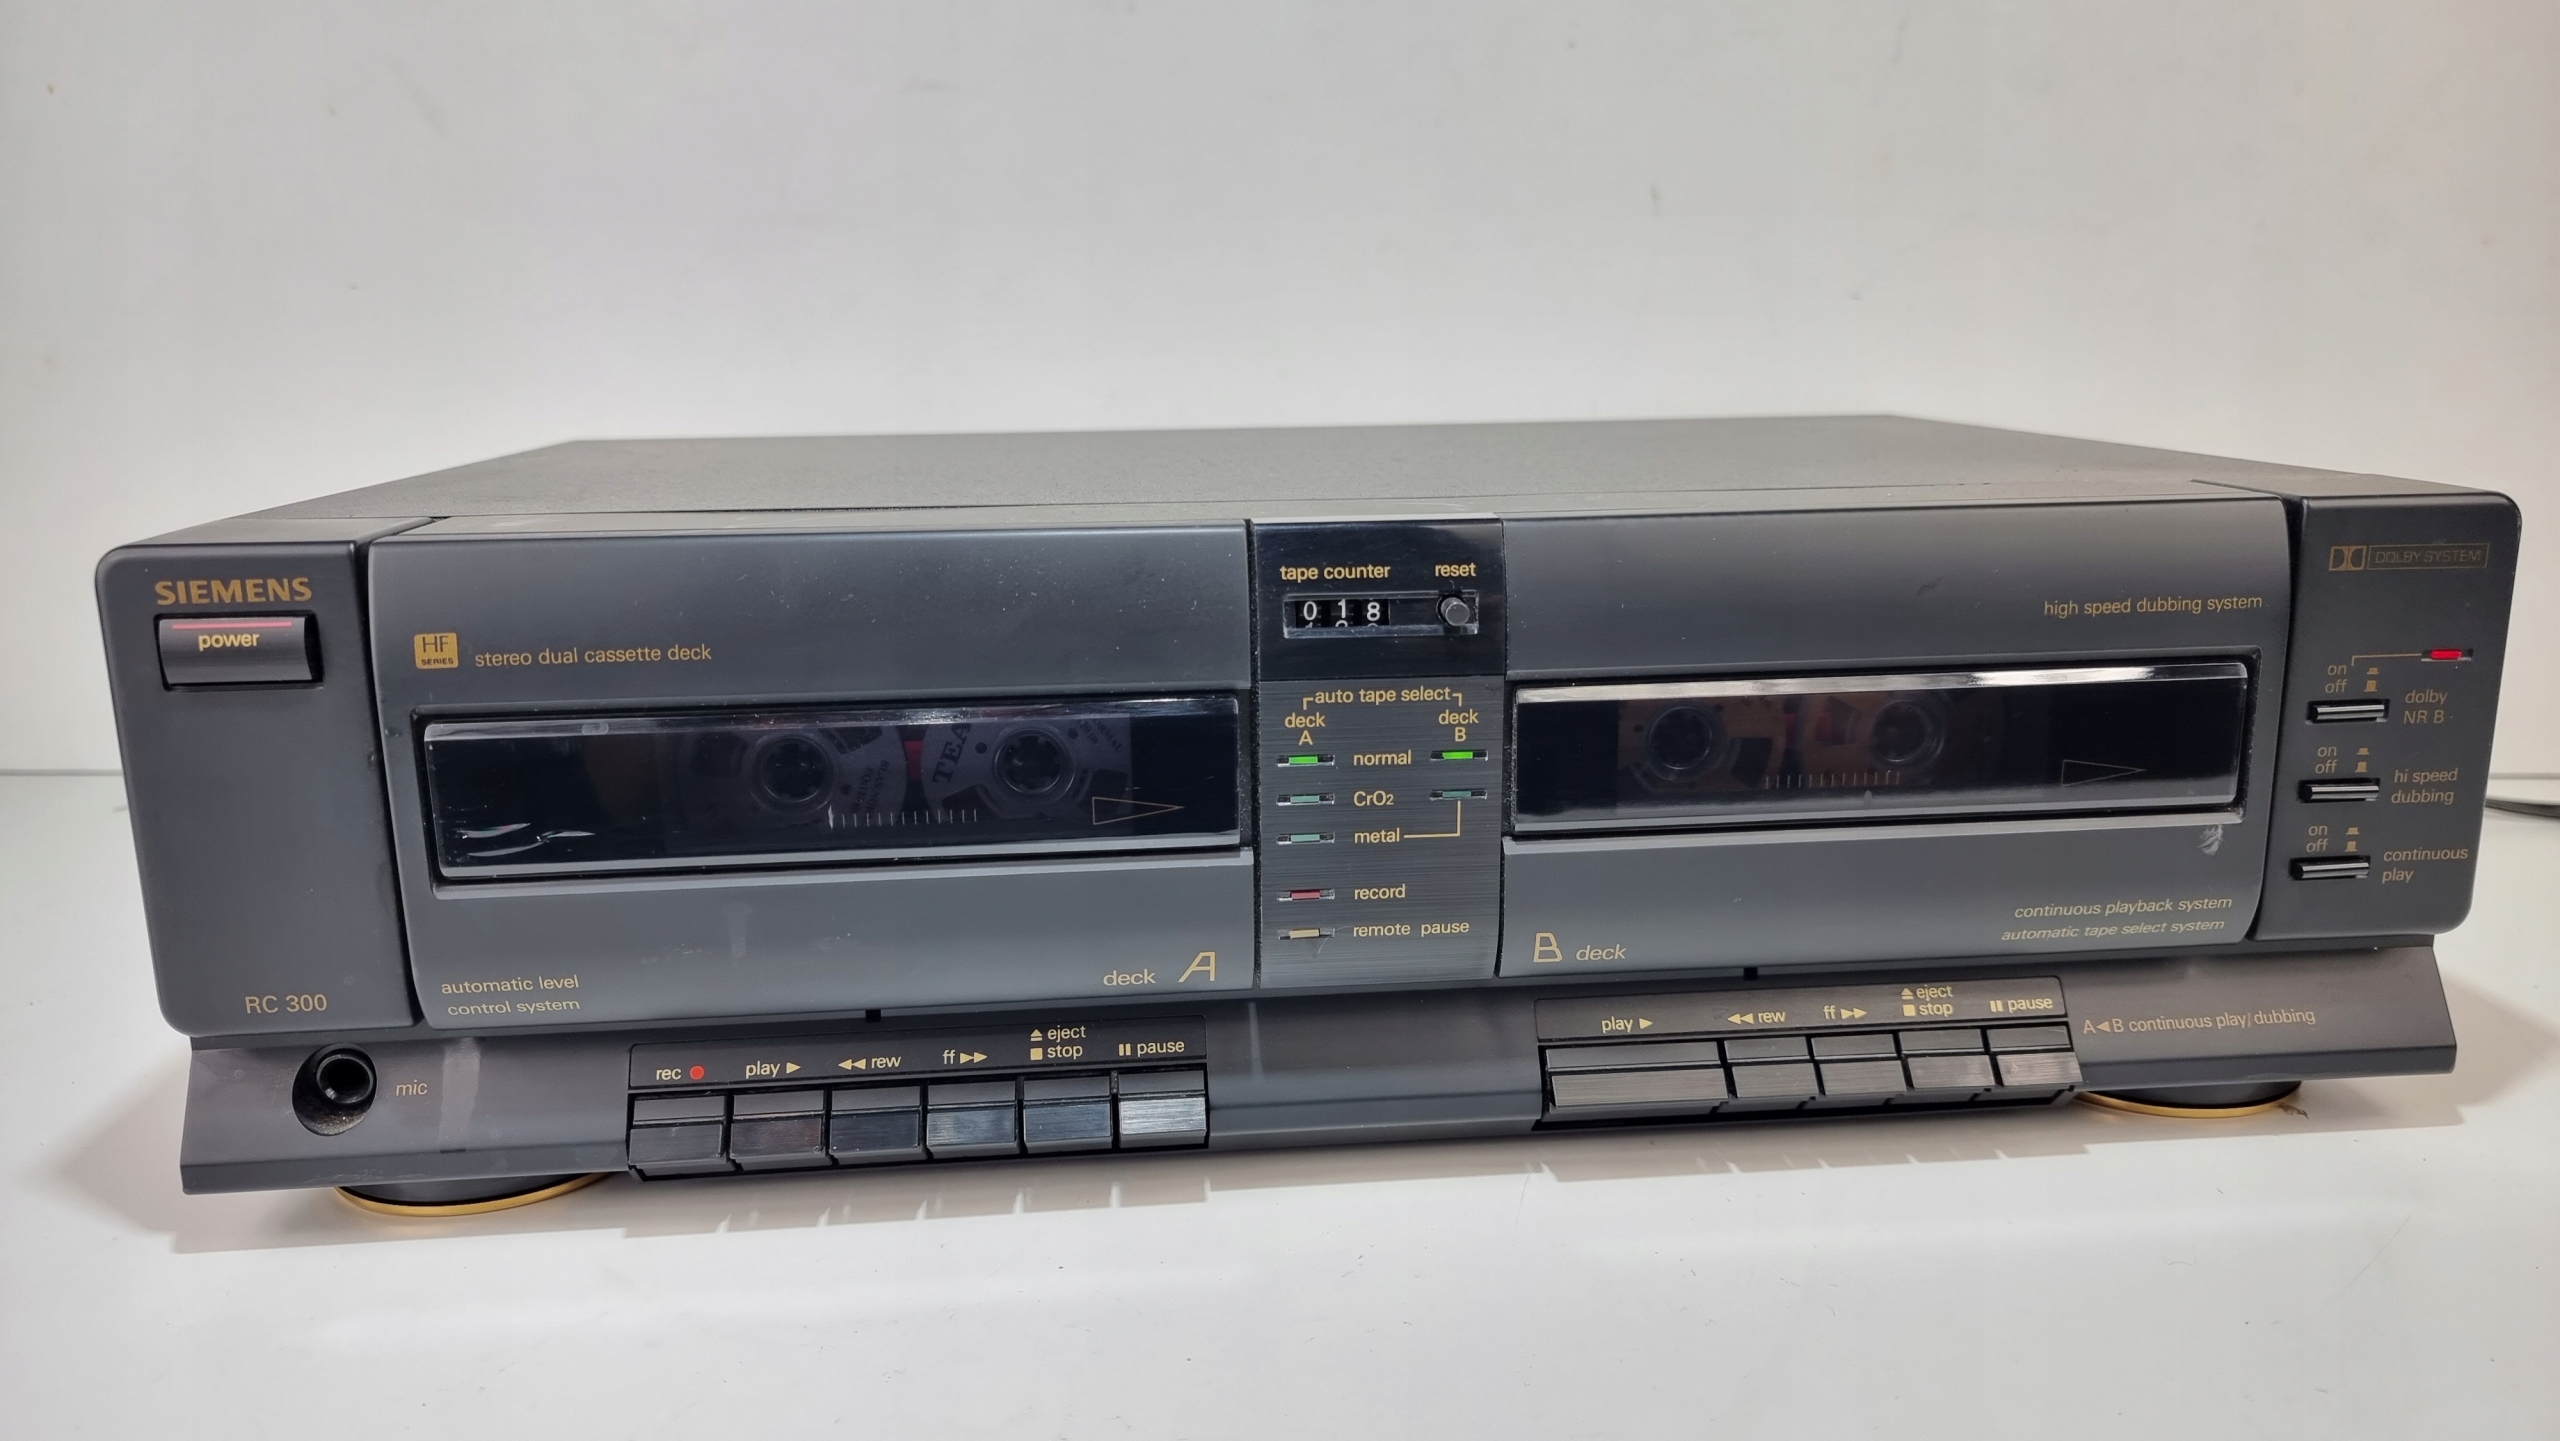 SIEMENS
power
HF
SERIES
stereo dual cassette deck
automatic level
control system
deck A
RC 300
mic
rec
play
rew
ff
eject
stop
pause
tape counter
reset
018
auto tape select
deck
A
deck
B
normal
CrO2
metal
record
remote pause
TEA
high speed dubbing system
continuous playback system
automatic tape select system
B deck
play
rew
ff
eject
stop
pause
A◄B continuous play/dubbing
DOLBY SYSTEM
on
off
dolby
NR B
on
off
hi speed
dubbing
on
off
continuous
play